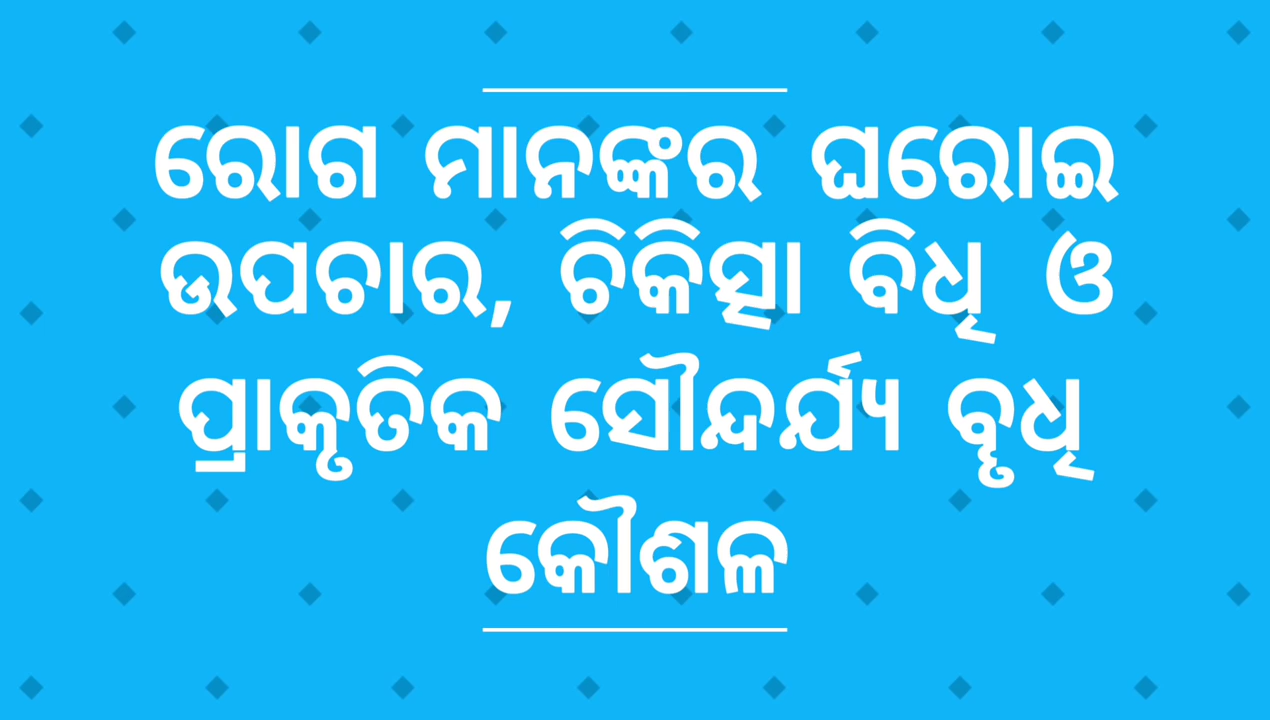 ରୋଗ ମାନଙ୍କର ଘରୋଇ
ଉପଚାର, ଚିକିତ୍ସା ବିଧି ଓ
ପ୍ରାକୃତିକ ସୌନ୍ଦର୍ଯ୍ୟ ବୃଧି
କୌଶଳ